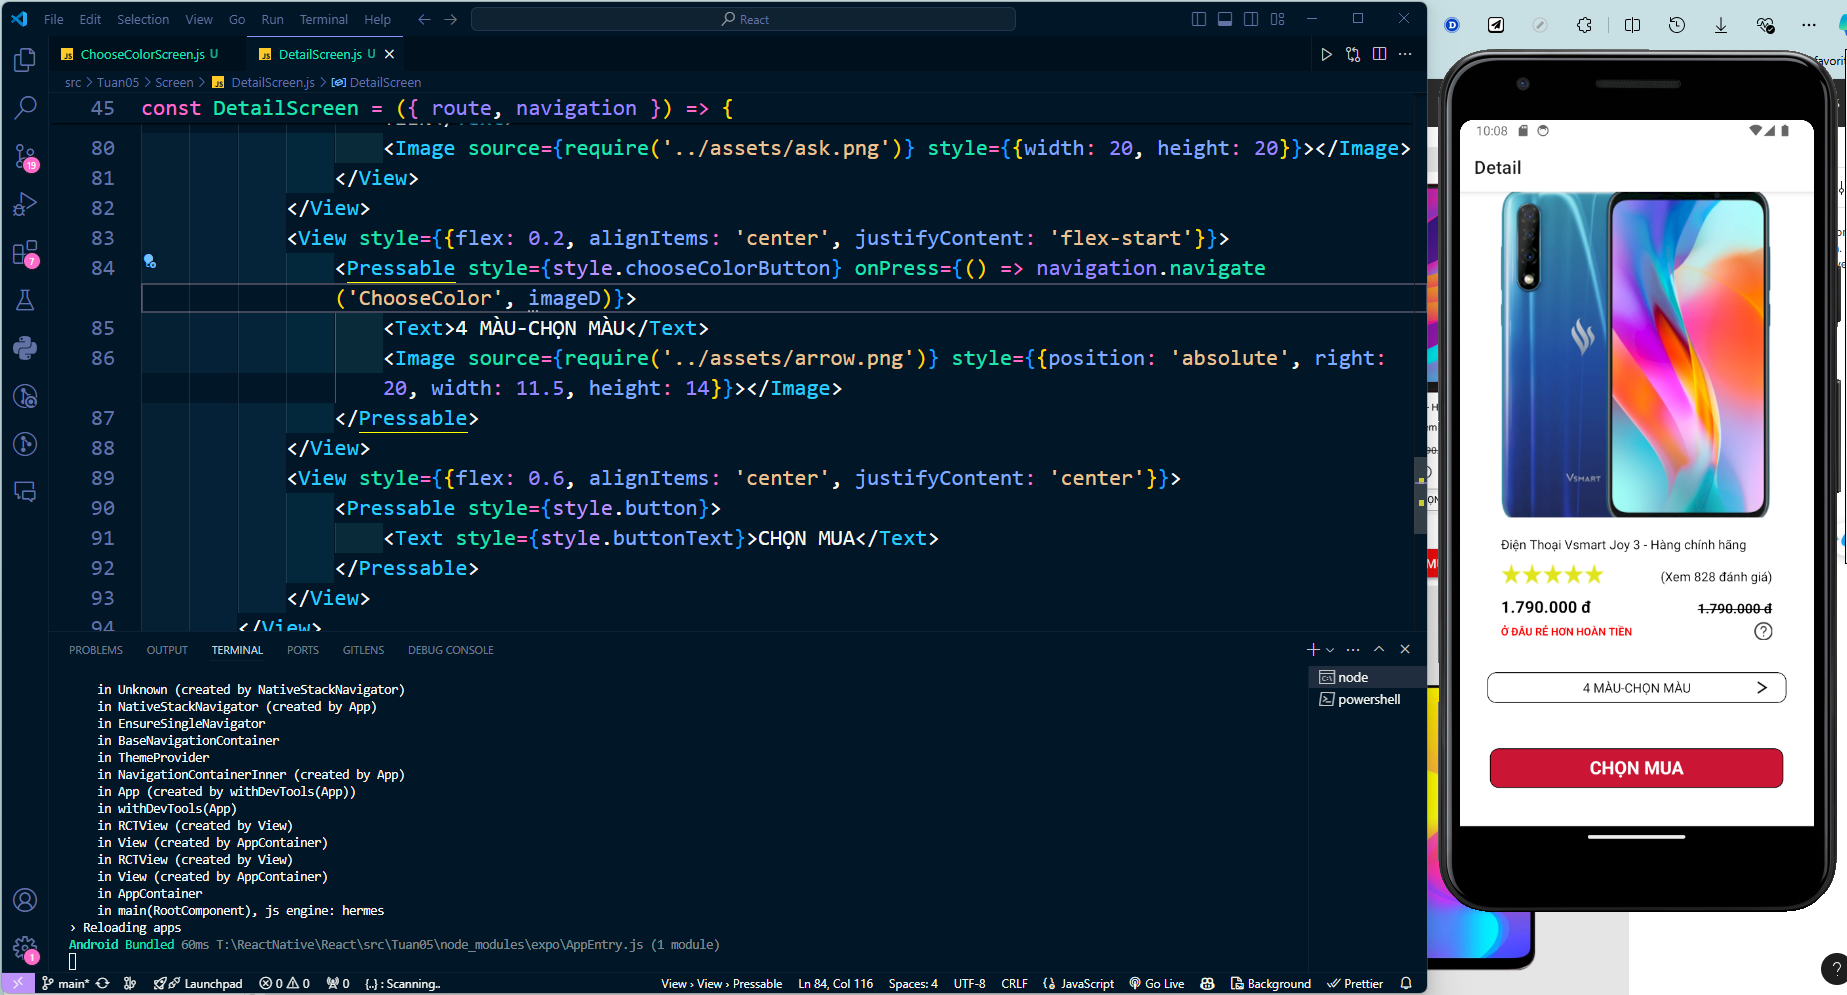 File Edit Selection View Go Run Terminal Help
React
ChooseColorScreen.js U
DetailScreen.js U
src > Tuan05 > Screen > DetailScreen.js > DetailScreen
45 const DetailScreen = ({ route, navigation }) => {
80 <Image source={require('../assets/ask.png')} style={{width: 20, height: 20}}></Image>
81 </View>
82 </View>
83 <View style={{flex: 0.2, alignItems: 'center', justifyContent: 'flex-start'}}>
84 <Pressable style={style.chooseColorButton} onPress={() => navigation.navigate
('ChooseColor', imageD)}>
85 <Text>4 MÀU-CHỌN MÀU</Text>
86 <Image source={require('../assets/arrow.png')} style={{position: 'absolute', right:
20, width: 11.5, height: 14}}></Image>
87 </Pressable>
88 </View>
89 <View style={{flex: 0.6, alignItems: 'center', justifyContent: 'center'}}>
90 <Pressable style={style.button}>
91 <Text style={style.buttonText}>CHỌN MUA</Text>
92 </Pressable>
93 </View>
94 </View>
PROBLEMS OUTPUT TERMINAL PORTS GITLENS DEBUG CONSOLE
node
powershell
in Unknown (created by NativeStackNavigator)
in NativeStackNavigator (created by App)
in EnsureSingleNavigator
in BaseNavigationContainer
in ThemeProvider
in NavigationContainerInner (created by App)
in App (created by withDevTools(App))
in withDevTools(App)
in RCTView (created by View)
in View (created by AppContainer)
in RCTView (created by View)
in View (created by AppContainer)
in AppContainer
in main(RootComponent), js engine: hermes
› Reloading apps
Android Bundled 60ms T:\ReactNative\React\src\Tuan05\node_modules\expo\AppEntry.js (1 module)
19
7
1
main* Launchpad 0 0 0 {..} : Scanning.. View › View › Pressable Ln 84, Col 116 Spaces: 4 UTF-8 CRLF JavaScript Go Live Background Prettier
10:08
Detail
VSMART
Điện Thoại Vsmart Joy 3 - Hàng chính hãng
(Xem 828 đánh giá)
1.790.000 đ
1.790.000 đ
Ở ĐÂU RẺ HƠN HOÀN TIỀN
?
4 MÀU-CHỌN MÀU
CHỌN MUA
D
?